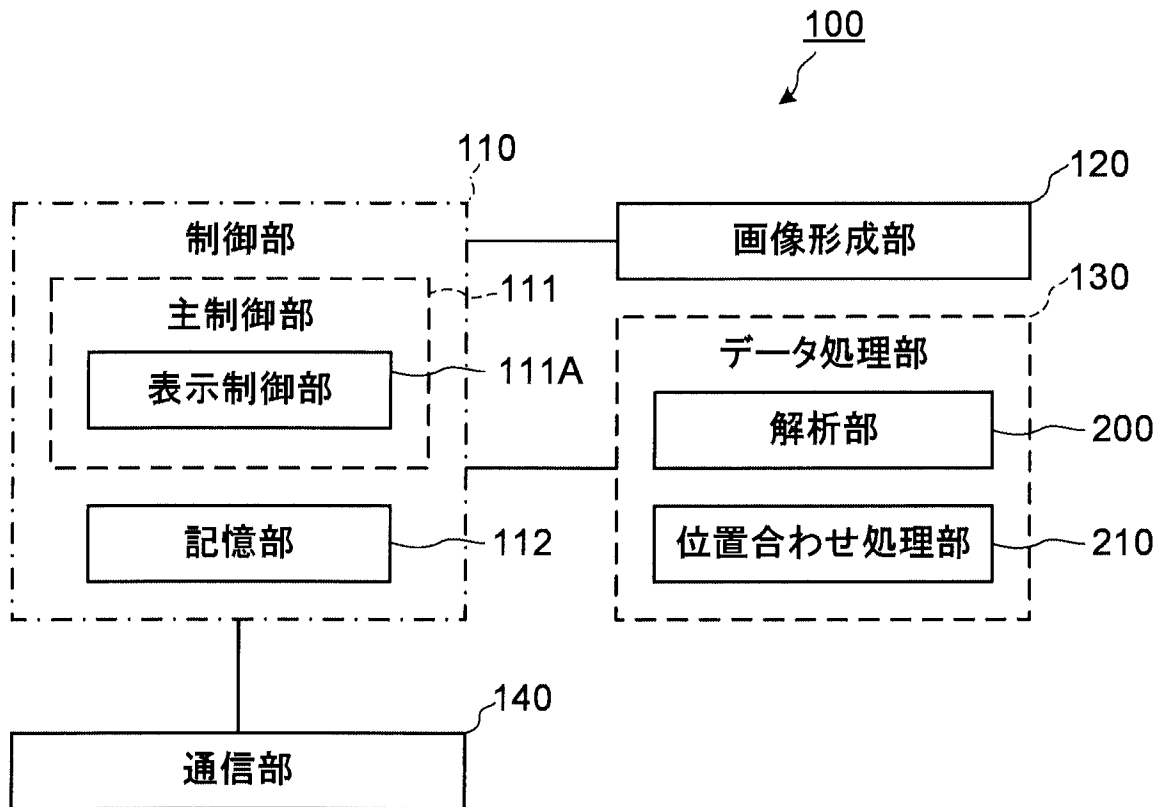 100
110
120
制御部
画像形成部
111
130
主制御部
データ処理部
表示制御部
111A
解析部
200
記憶部
112
位置合わせ処理部
210
140
通信部